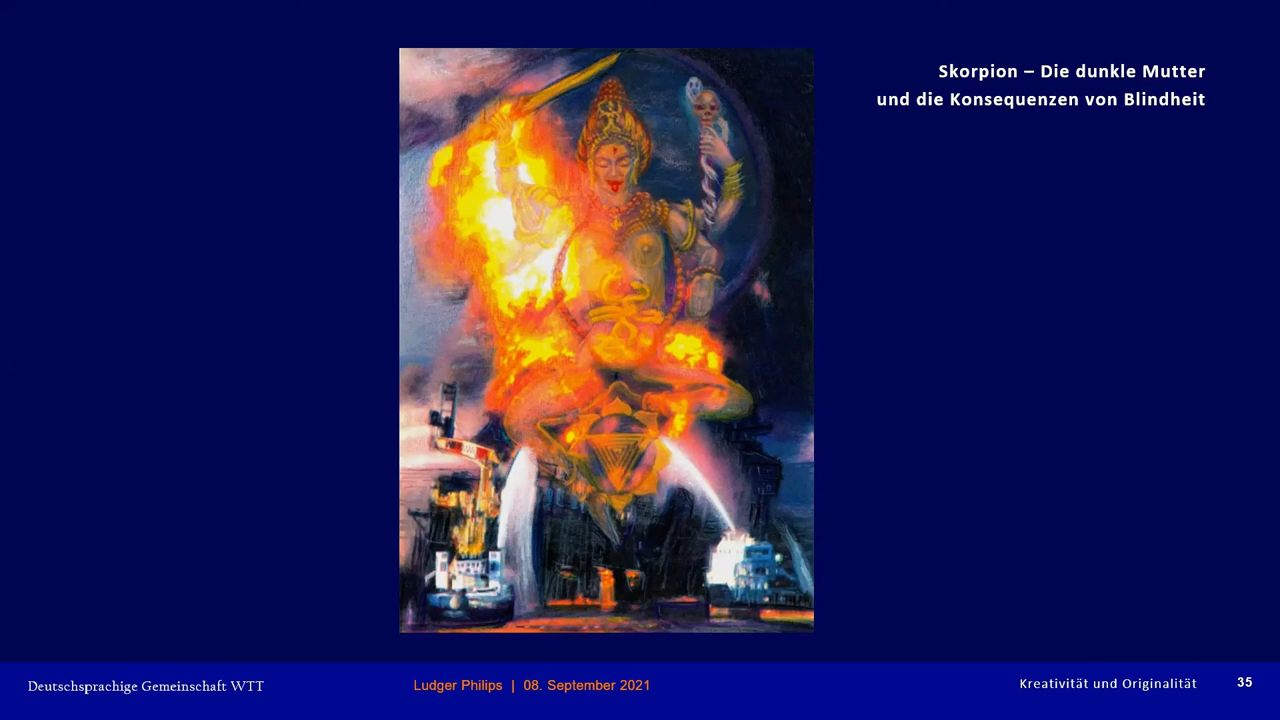 Skorpion – Die dunkle Mutter
und die Konsequenzen von Blindheit
Deutschsprachige Gemeinschaft WTT
Ludger Philips | 08. September 2021
Kreativität und Originalität
35